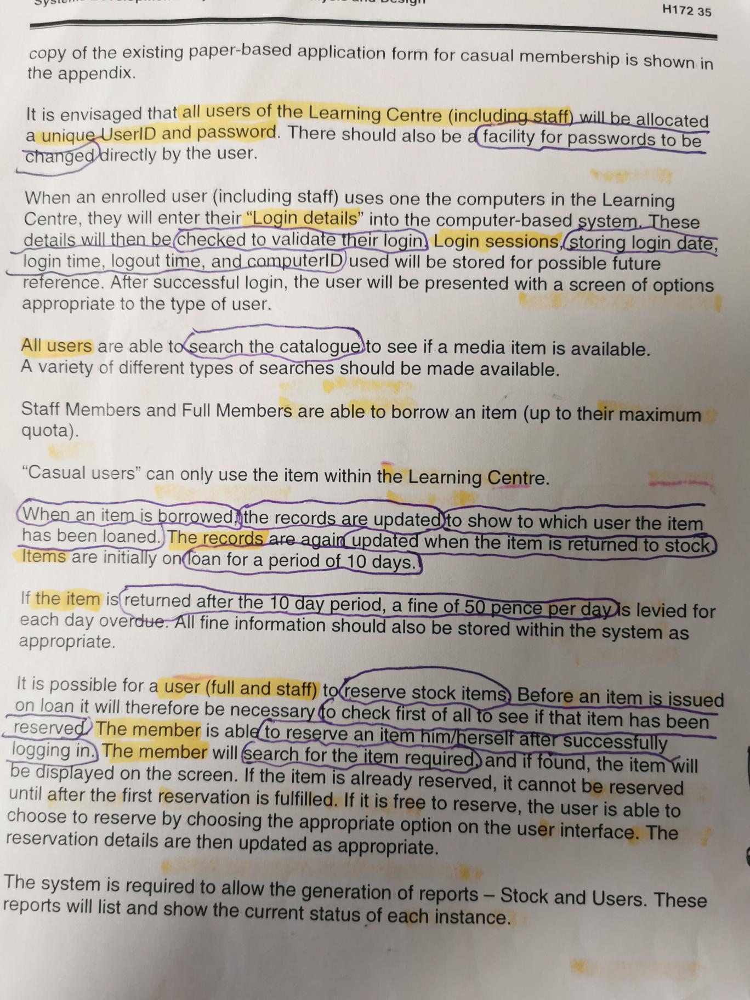 H172 35
copy of the existing paper-based application form for casual membership is shown in
the appendix.
It is envisaged that all users of the Learning Centre (including staff) will be allocated
a unique UserID and password. There should also be a facility for passwords to be
changed directly by the user.
When an enrolled user (including staff) uses one the computers in the Learning
Centre, they will enter their “Login details” into the computer-based system. These
details will then be checked to validate their login. Login sessions, storing login date,
login time, logout time, and computerID used will be stored for possible future
reference. After successful login, the user will be presented with a screen of options
appropriate to the type of user.
All users are able to search the catalogue to see if a media item is available.
A variety of different types of searches should be made available.
Staff Members and Full Members are able to borrow an item (up to their maximum
quota).
“Casual users” can only use the item within the Learning Centre.
When an item is borrowed, the records are updated to show to which user the item
has been loaned. The records are again updated when the item is returned to stock.
Items are initially on loan for a period of 10 days.
If the item is returned after the 10 day period, a fine of 50 pence per day is levied for
each day overdue. All fine information should also be stored within the system as
appropriate.
It is possible for a user (full and staff) to reserve stock items. Before an item is issued
on loan it will therefore be necessary to check first of all to see if that item has been
reserved. The member is able to reserve an item him/herself after successfully
logging in. The member will search for the item required, and if found, the item will
be displayed on the screen. If the item is already reserved, it cannot be reserved
until after the first reservation is fulfilled. If it is free to reserve, the user is able to
choose to reserve by choosing the appropriate option on the user interface. The
reservation details are then updated as appropriate.
The system is required to allow the generation of reports – Stock and Users. These
reports will list and show the current status of each instance.